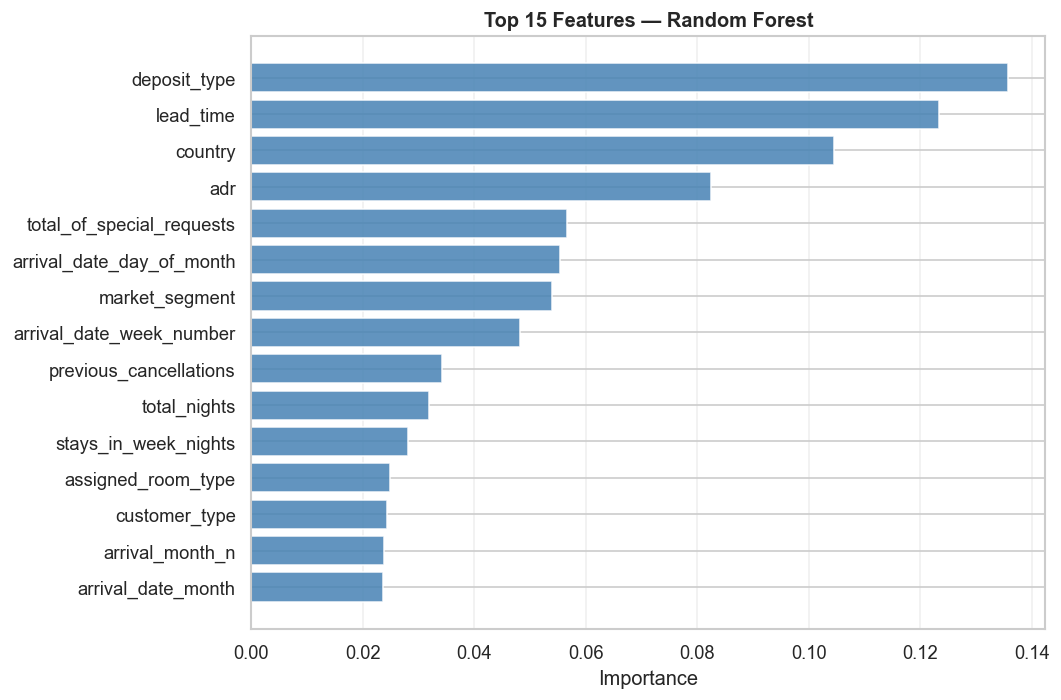 Top 15 Features — Random Forest
deposit_type
lead_time
country
adr
total_of_special_requests
arrival_date_day_of_month
market_segment
arrival_date_week_number
previous_cancellations
total_nights
stays_in_week_nights
assigned_room_type
customer_type
arrival_month_n
arrival_date_month
0.00 0.02 0.04 0.06 0.08 0.10 0.12 0.14
Importance